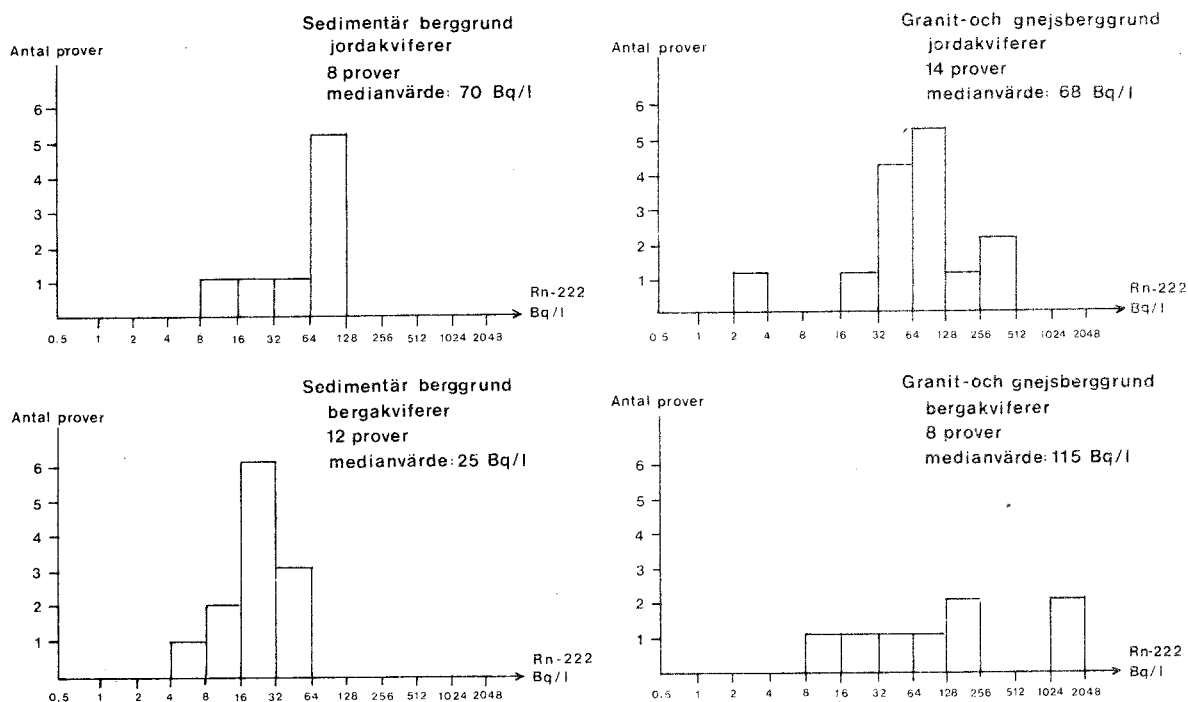 Sedimentär berggrund
jordakviferer
8 prover
medianvärde: 70 Bq/l
Antal prover
6
5
4
3
2
1
Rn-222
Bq/l
0.5 1 2 4 8 16 32 64 128 256 512 1024 2048
Granit-och gnejsberggrund
jordakviferer
14 prover
medianvärde: 68 Bq/l
Antal prover
6
5
4
3
2
1
Rn-222
Bq/l
0.5 1 2 4 8 16 32 64 128 256 512 1024 2048
Sedimentär berggrund
bergakviferer
12 prover
medianvärde: 25 Bq/l
Antal prover
6
5
4
3
2
1
Rn-222
Bq/l
0.5 1 2 4 8 16 32 64 128 256 512 1024 2048
Granit-och gnejsberggrund
bergakviferer
8 prover
medianvärde: 115 Bq/l
Antal prover
6
5
4
3
2
1
Rn-222
Bq/l
0.5 1 2 4 8 16 32 64 128 256 512 1024 2048